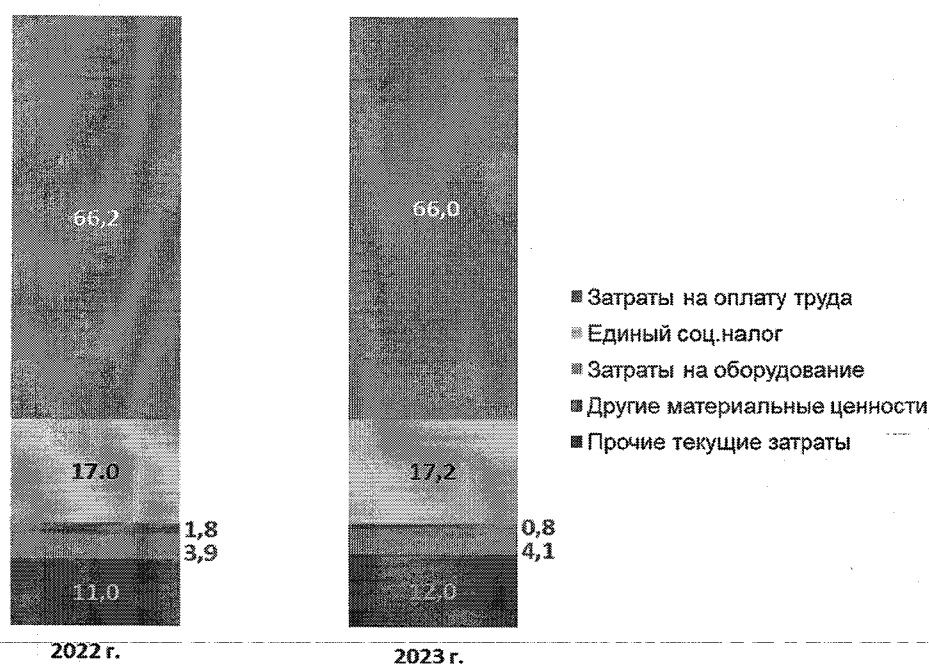 66,2
66,0
Затраты на оплату труда
Единый соц.налог
Затраты на оборудование
Другие материальные ценности
Прочие текущие затраты
17.0
17,2
1,8
0,8
3,9
4,1
11,0
12,0
2022 г.
2023 г.